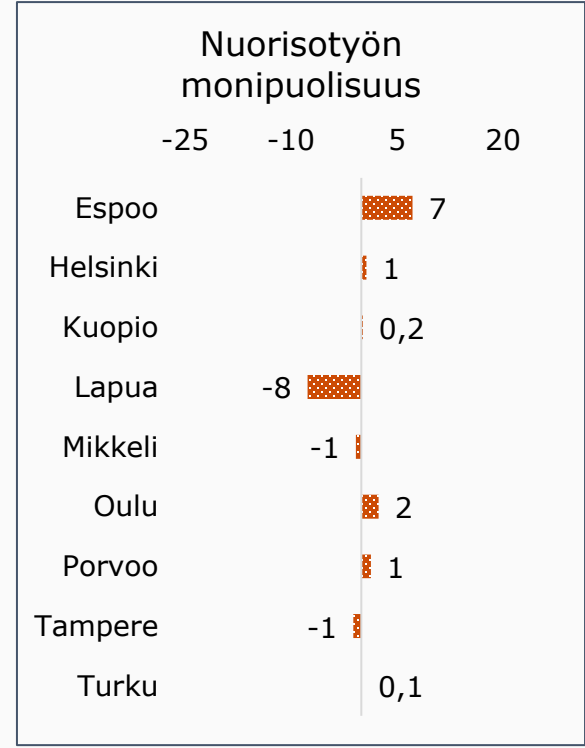 Nuorisotyön
monipuolisuus
-25 -10 5 20
Espoo 7
Helsinki 1
Kuopio 0,2
Lapua -8
Mikkeli -1
Oulu 2
Porvoo 1
Tampere -1
Turku 0,1